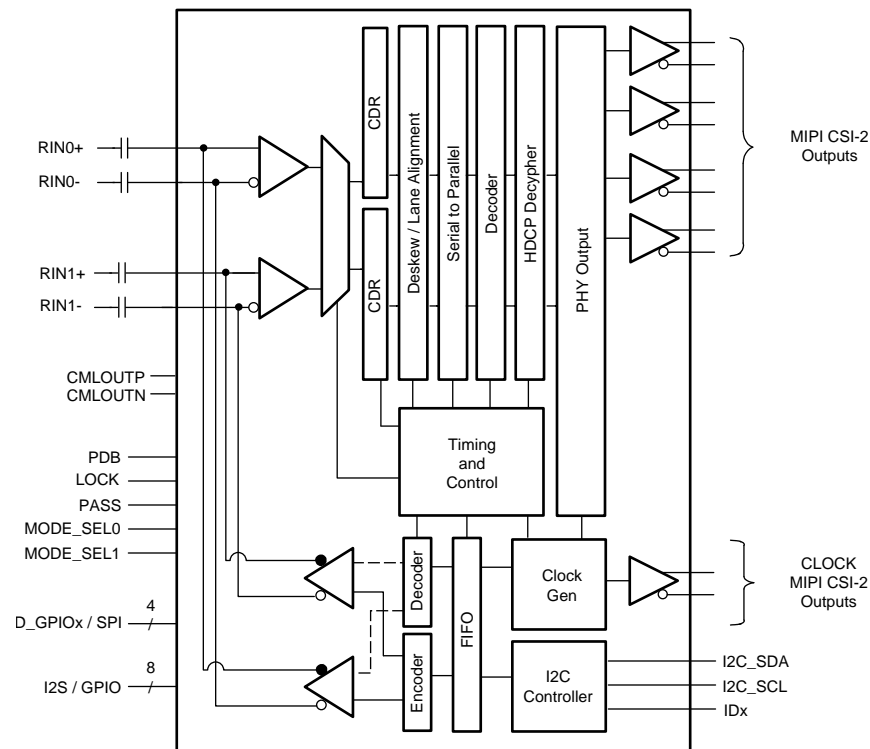 RIN0+
RIN0-
RIN1+
RIN1-
CMLOUTP
CMLOUTN
PDB
LOCK
PASS
MODE_SEL0
MODE_SEL1
D_GPIOx / SPI
4
I2S / GPIO
8
CDR
CDR
Deskew / Lane Alignment
Serial to Parallel
Decoder
HDCP Decypher
PHY Output
Timing
and
Control
Decoder
Encoder
FIFO
Clock
Gen
I2C
Controller
MIPI CSI-2
Outputs
CLOCK
MIPI CSI-2
Outputs
I2C_SDA
I2C_SCL
IDx